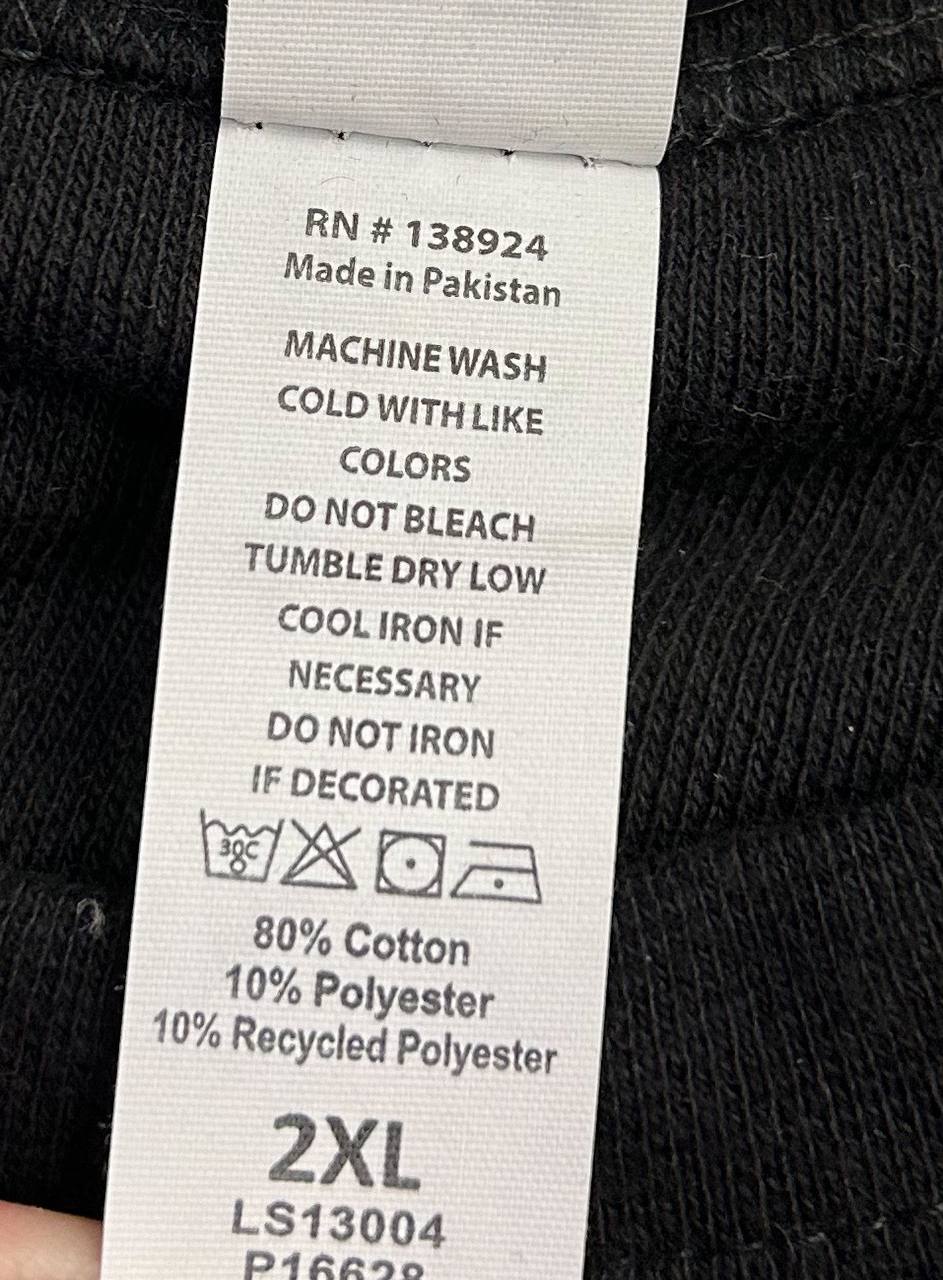 RN # 138924
Made in Pakistan
MACHINE WASH
COLD WITH LIKE
COLORS
DO NOT BLEACH
TUMBLE DRY LOW
COOL IRON IF
NECESSARY
DO NOT IRON
IF DECORATED
30C
80% Cotton
10% Polyester
10% Recycled Polyester
2XL
LS13004
P16628